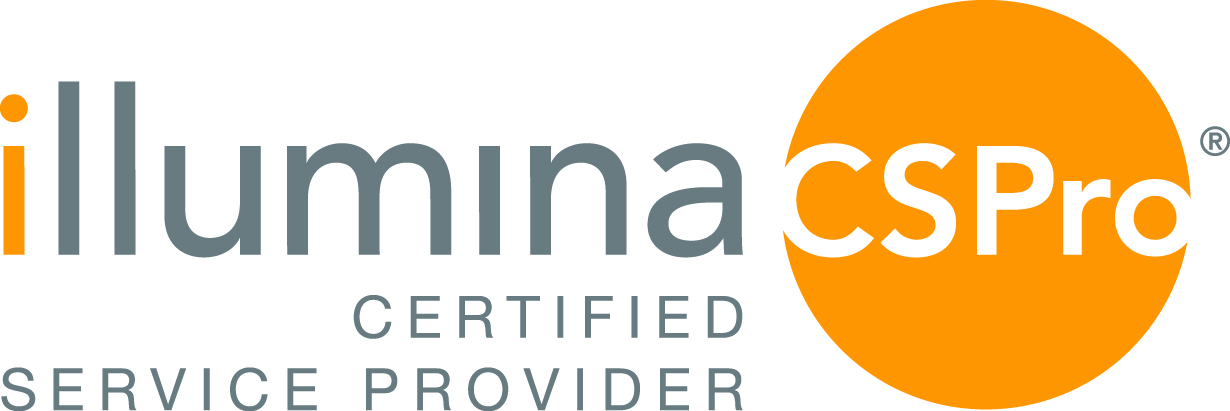 illumina CSPro®
CERTIFIED
SERVICE PROVIDER